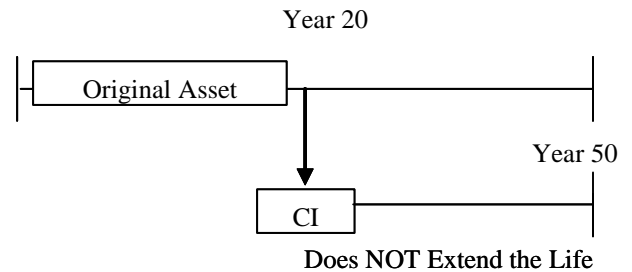 Year 20
Original Asset
Year 50
CI
Does NOT Extend the Life